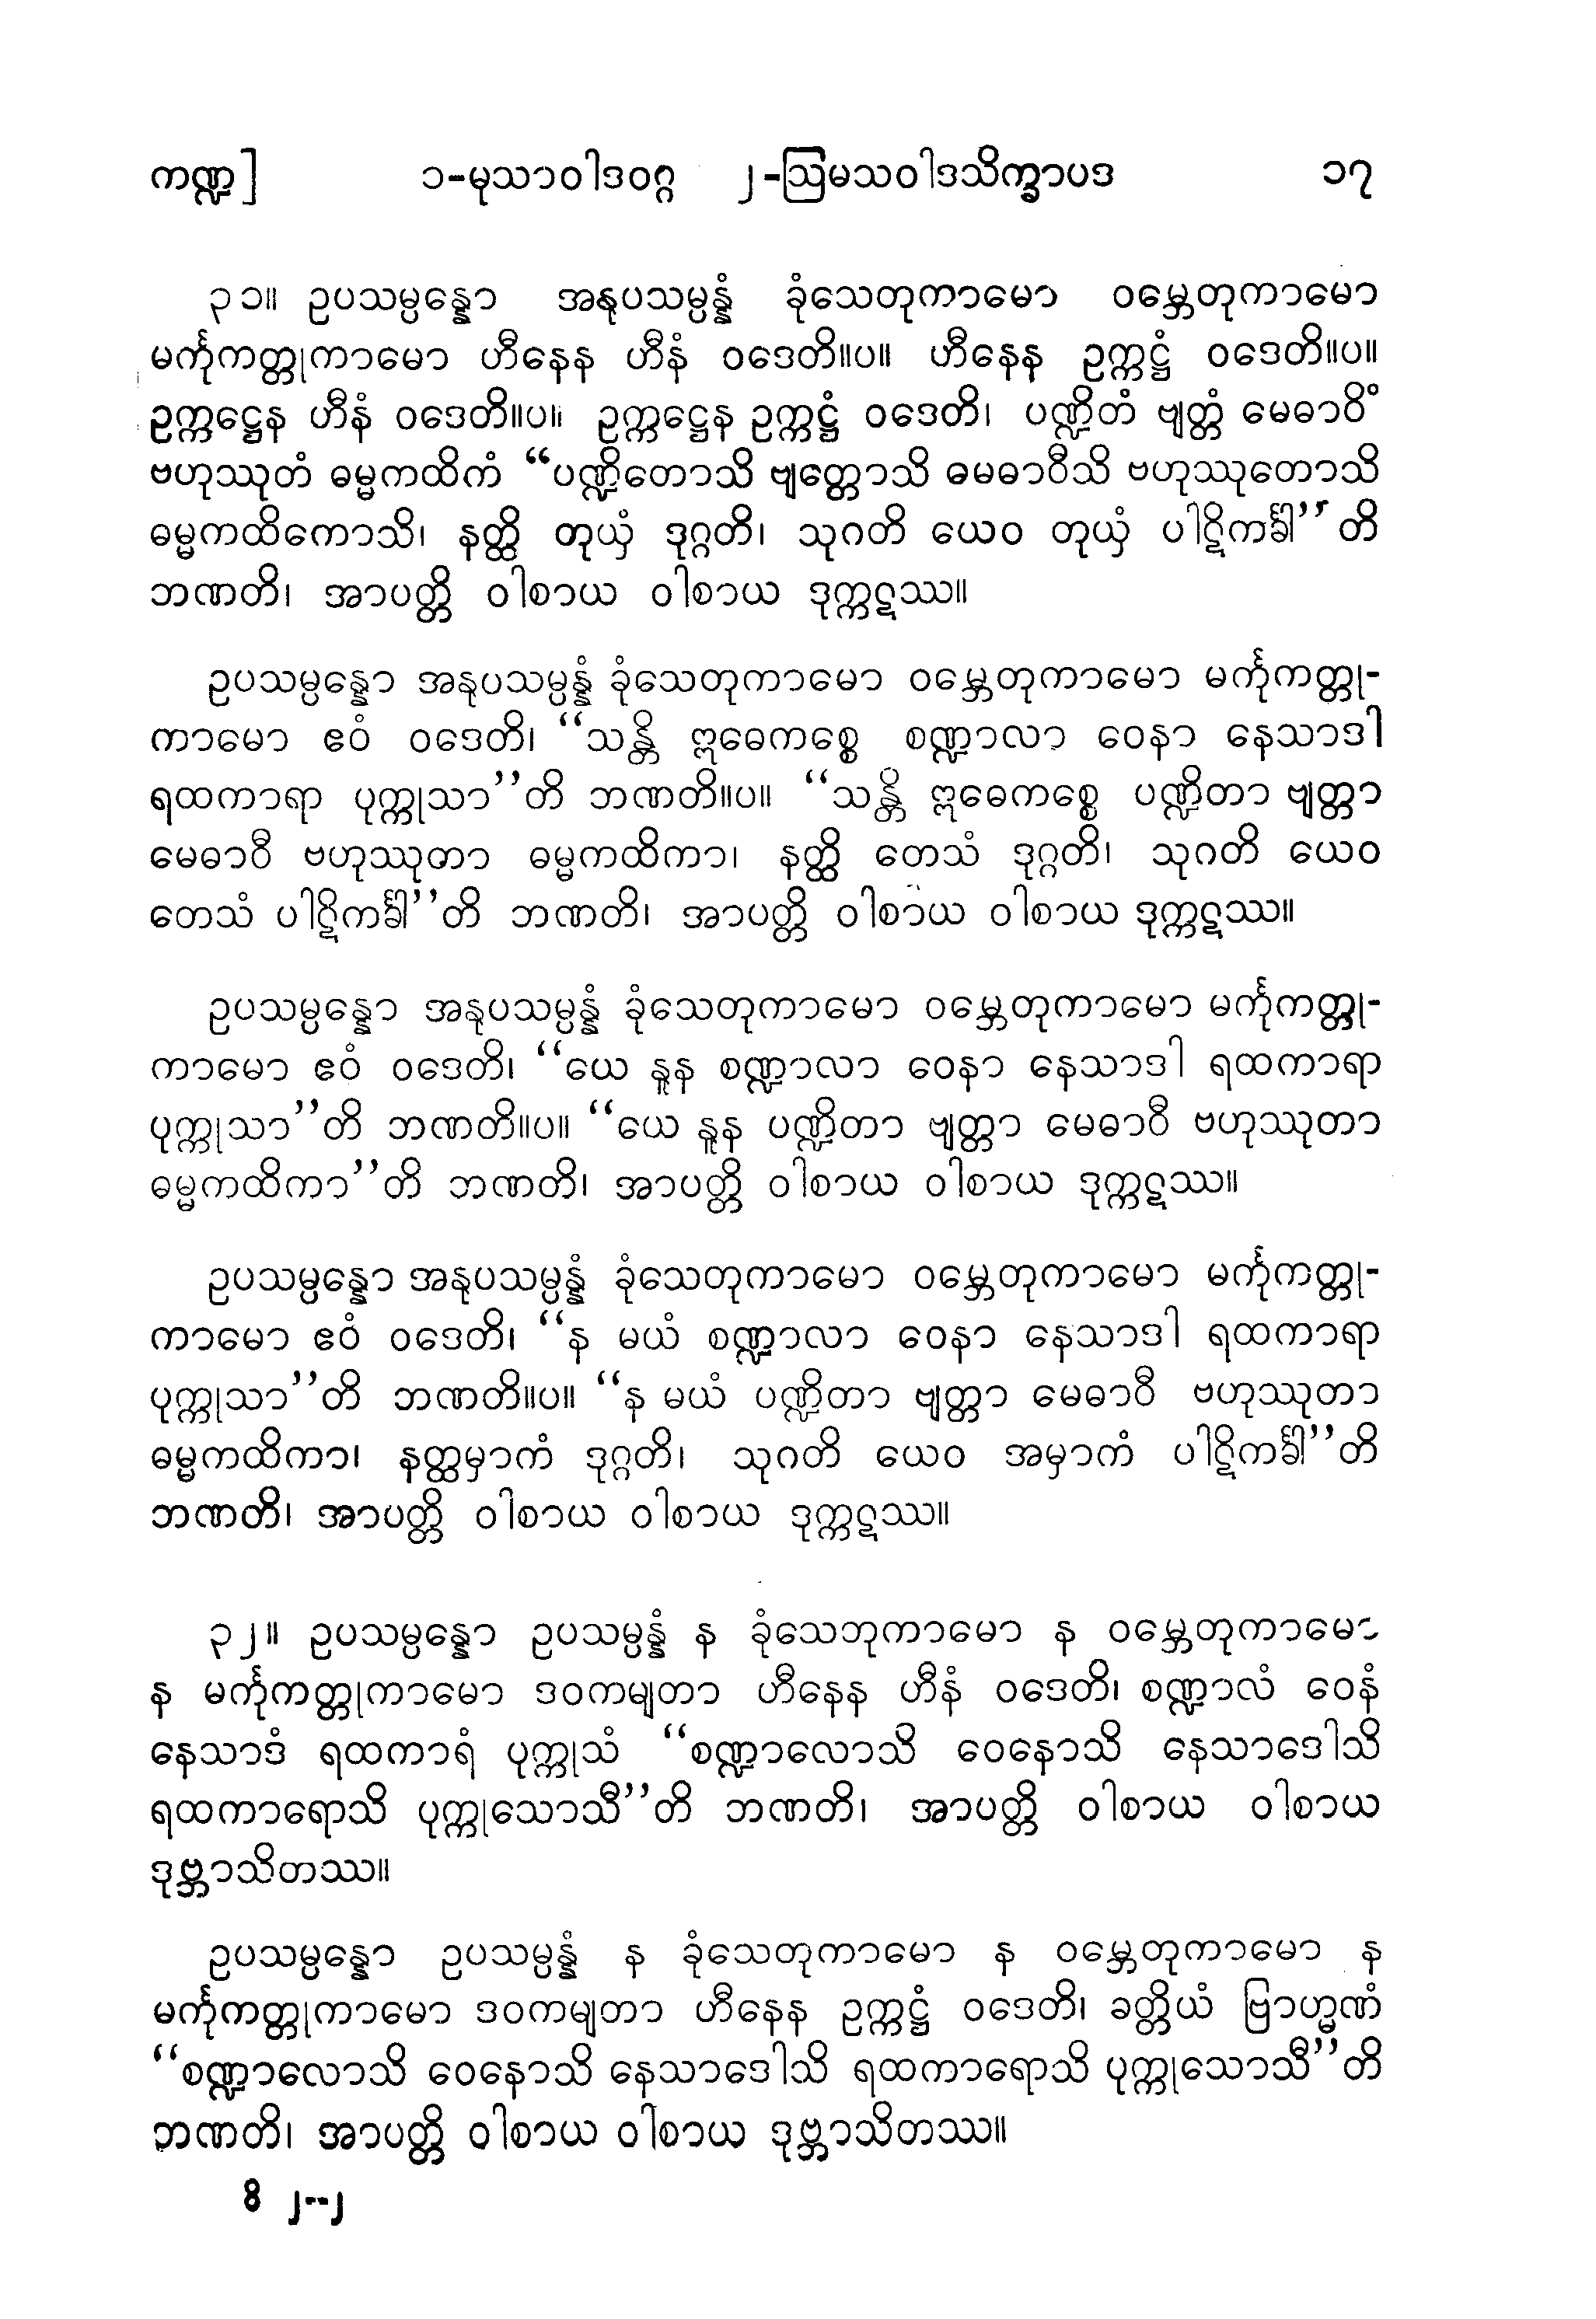 ကဏ္ဍ] ၁-မုသာဝါဒဝဂ္ဂ ၂-ဩမသဝါဒသိက္ခာပဒ ၁၇
၃၁။ ဥပသမ္ပန္နော အနုပသမ္ပန္နံ ခုံသေတုကာမော ဝမ္ဘေတုကာမော
မင်္ကုကတ္တုကာမော ဟီနေန ဟီနံ ဝဒေတိ။ပ။ ဟီနေန ဥက္ကဋ္ဌံ ဝဒေတိ။ပ။
ဥက္ကဋ္ဌေန ဟီနံ ဝဒေတိ။ပ။ ဥက္ကဋ္ဌေန ဥက္ကဋ္ဌံ ဝဒေတိ၊ ပဏ္ဍိတံ ဗျတ္တံ မေဓာဝိံ
ဗဟုဿုတံ ဓမ္မကထိကံ “ပဏ္ဍိတောသိ ဗျတ္တောသိ ဓမဓာဝီသိ ဗဟုဿုတောသိ
ဓမ္မကထိကောသိ၊ နတ္ထိ တုယှံ ဒုဂ္ဂတိ၊ သုဂတိ ယေဝ တုယှံ ပါဋိကင်္ခါ’’တိ
ဘဏတိ၊ အာပတ္တိ ဝါစာယ ဝါစာယ ဒုက္ကဋဿ။
ဥပသမ္ပန္နော အနုပသမ္ပန္နံ ခုံသေတုကာမော ဝမ္ဘေတုကာမော မင်္ကုကတ္တု-
ကာမော ဧဝံ ဝဒေတိ၊ ‘‘သန္တိ ဣဓေကစ္စေ စဏ္ဍာလာ ဝေနာ နေသာဒါ
ရထကာရာ ပုက္ကုသာ’’တိ ဘဏတိ။ပ။ ‘‘သန္တိ ဣဓေကစ္စေ ပဏ္ဍိတာ ဗျတ္တာ
မေဓာဝီ ဗဟုဿုတာ ဓမ္မကထိကာ၊ နတ္ထိ တေသံ ဒုဂ္ဂတိ၊ သုဂတိ ယေဝ
တေသံ ပါဋိကင်္ခါ’’တိ ဘဏတိ၊ အာပတ္တိ ဝါစာယ ဝါစာယ ဒုက္ကဋဿ။
ဥပသမ္ပန္နော အနုပသမ္ပန္နံ ခုံသေတုကာမော ဝမ္ဘေတုကာမော မင်္ကုကတ္တု-
ကာမော ဧဝံ ဝဒေတိ၊ ‘‘ယေ နူန စဏ္ဍာလာ ဝေနာ နေသာဒါ ရထကာရာ
ပုက္ကုသာ’’တိ ဘဏတိ။ပ။ ‘‘ယေ နူန ပဏ္ဍိတာ ဗျတ္တာ မေဓာဝီ ဗဟုဿုတာ
ဓမ္မကထိကာ’’တိ ဘဏတိ၊ အာပတ္တိ ဝါစာယ ဝါစာယ ဒုက္ကဋဿ။
ဥပသမ္ပန္နော အနုပသမ္ပန္နံ ခုံသေတုကာမော ဝမ္ဘေတုကာမော မင်္ကုကတ္တု-
ကာမော ဧဝံ ဝဒေတိ၊ ‘‘န မယံ စဏ္ဍာလာ ဝေနာ နေသာဒါ ရထကာရာ
ပုက္ကုသာ’’တိ ဘဏတိ။ပ။ ‘‘န မယံ ပဏ္ဍိတာ ဗျတ္တာ မေဓာဝီ ဗဟုဿုတာ
ဓမ္မကထိကာ၊ နတ္ထမှာကံ ဒုဂ္ဂတိ၊ သုဂတိ ယေဝ အမှာကံ ပါဋိကင်္ခါ’’တိ
ဘဏတိ၊ အာပတ္တိ ဝါစာယ ဝါစာယ ဒုက္ကဋဿ။
၃၂။ ဥပသမ္ပန္နော ဥပသမ္ပန္နံ န ခုံသေဘုကာမော န ဝမ္ဘေတုကာမော
န မင်္ကုကတ္တုကာမော ဒဝကမျတာ ဟီနေန ဟီနံ ဝဒေတိ၊ စဏ္ဍာလံ ဝေနံ
နေသာဒံ ရထကာရံ ပုက္ကုသံ ‘‘စဏ္ဍာလောသိ ဝေနောသိ နေသာဒေါသိ
ရထကာရောသိ ပုက္ကုသောသီ’’တိ ဘဏတိ၊ အာပတ္တိ ဝါစာယ ဝါစာယ
ဒုဗ္ဘာသိတဿ။
ဥပသမ္ပန္နော ဥပသမ္ပန္နံ န ခုံသေတုကာမော န ဝမ္ဘေတုကာမော န
မင်္ကုကတ္တုကာမော ဒဝကမျတာ ဟီနေန ဥက္ကဋ္ဌံ ဝဒေတိ၊ ခတ္တိယံ ဗြာဟ္မဏံ
‘‘စဏ္ဍာလောသိ ဝေနောသိ နေသာဒေါသိ ရထကာရောသိ ပုက္ကုသောသီ’’တိ
ဘဏတိ၊ အာပတ္တိ ဝါစာယ ဝါစာယ ဒုဗ္ဘာသိတဿ။
ဝိ ၂--၂